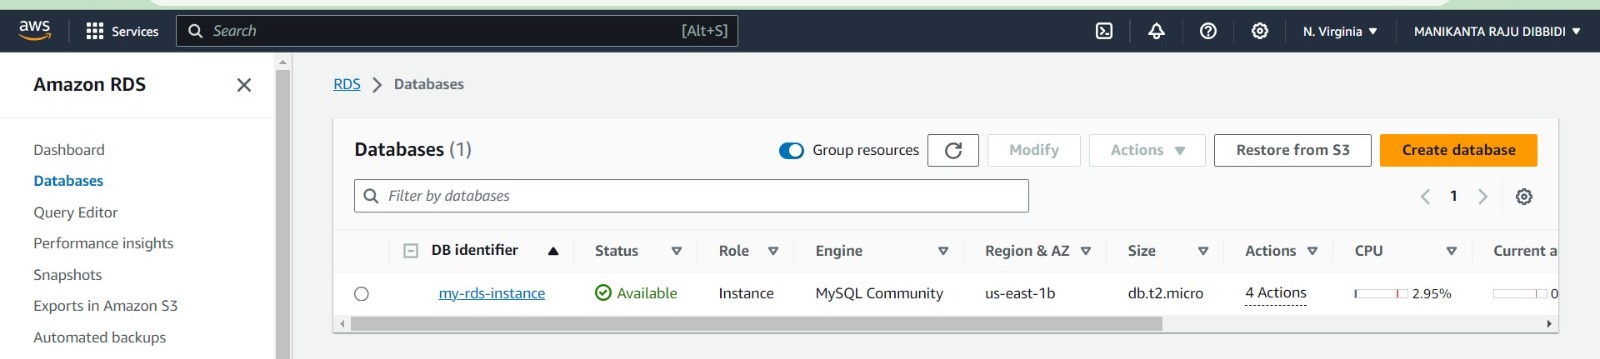 aws
Services
Search [Alt+S]
N. Virginia
MANIKANTA RAJU DIBBIDI
Amazon RDS
Dashboard
Databases
Query Editor
Performance insights
Snapshots
Exports in Amazon S3
Automated backups
RDS > Databases
Databases (1)
Group resources
Modify
Actions
Restore from S3
Create database
Filter by databases
1
DB identifier Status Role Engine Region & AZ Size Actions CPU Current a
my-rds-instance Available Instance MySQL Community us-east-1b db.t2.micro 4 Actions 2.95% 0